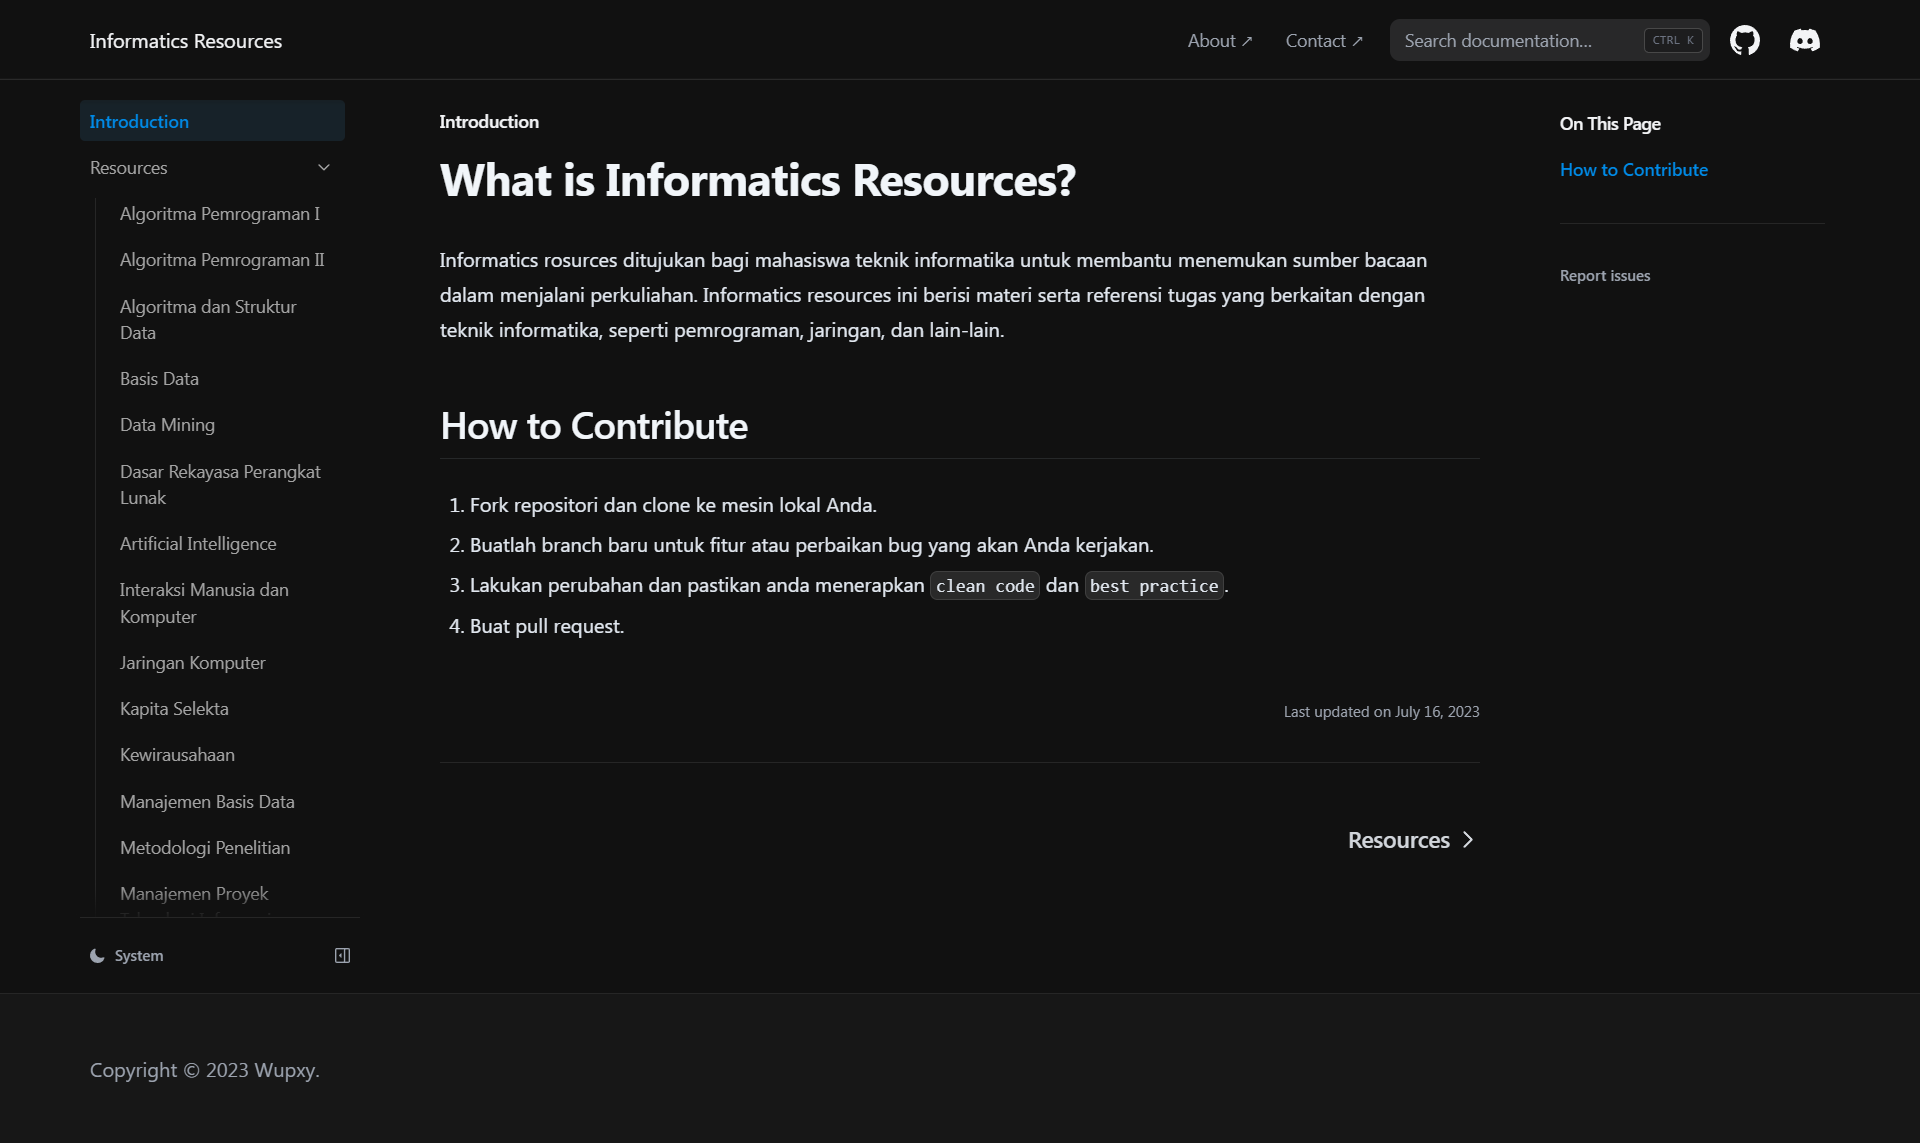 Informatics Resources
About ↗
Contact ↗
Search documentation...
CTRL K
Introduction
Resources
Algoritma Pemrograman I
Algoritma Pemrograman II
Algoritma dan Struktur
Data
Basis Data
Data Mining
Dasar Rekayasa Perangkat
Lunak
Artificial Intelligence
Interaksi Manusia dan
Komputer
Jaringan Komputer
Kapita Selekta
Kewirausahaan
Manajemen Basis Data
Metodologi Penelitian
Manajemen Proyek
System
Introduction
What is Informatics Resources?
Informatics rosurces ditujukan bagi mahasiswa teknik informatika untuk membantu menemukan sumber bacaan
dalam menjalani perkuliahan. Informatics resources ini berisi materi serta referensi tugas yang berkaitan dengan
teknik informatika, seperti pemrograman, jaringan, dan lain-lain.
How to Contribute
1. Fork repositori dan clone ke mesin lokal Anda.
2. Buatlah branch baru untuk fitur atau perbaikan bug yang akan Anda kerjakan.
3. Lakukan perubahan dan pastikan anda menerapkan clean code dan best practice.
4. Buat pull request.
Last updated on July 16, 2023
Resources
On This Page
How to Contribute
Report issues
Copyright © 2023 Wupxy.